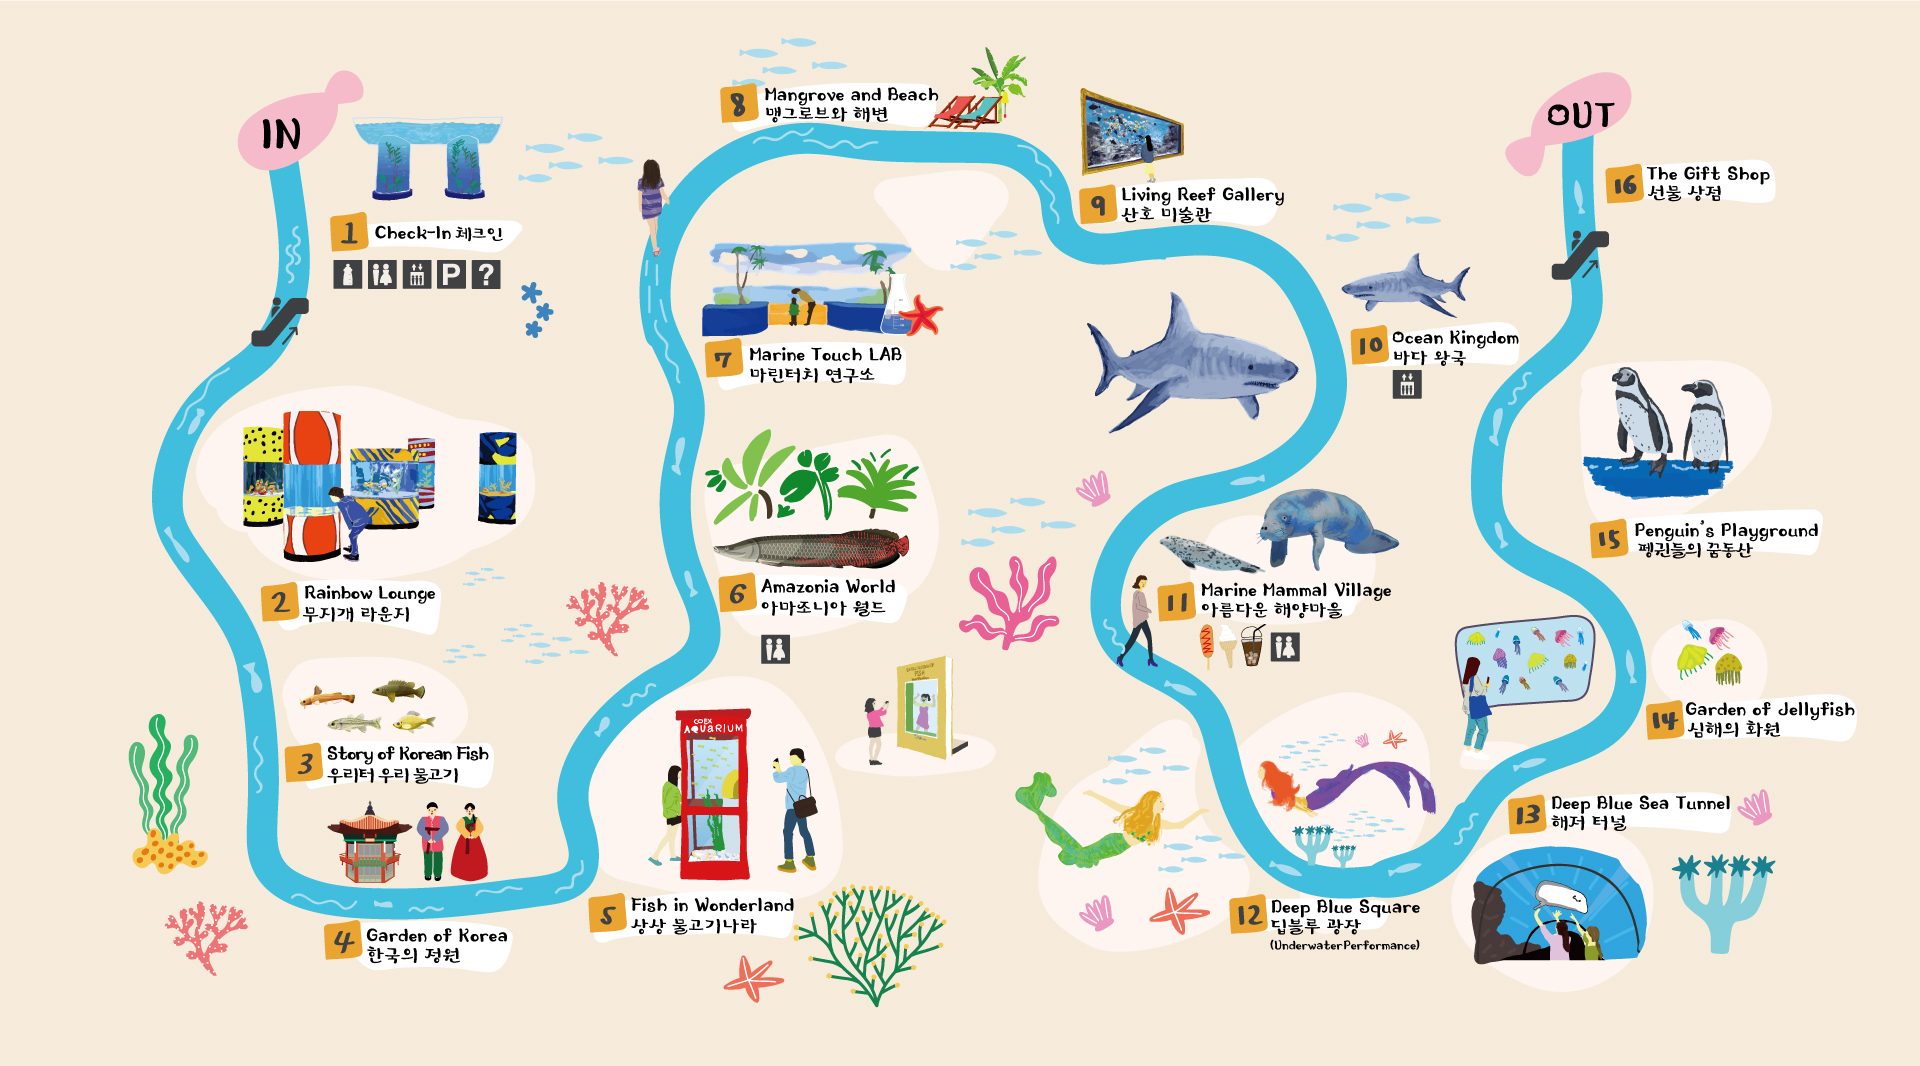 IN
1 Check-In 체크인
P ?
2 Rainbow Lounge
무지개 라운지
3 Story of Korean Fish
우리터 우리 물고기
4 Garden of Korea
한국의 정원
COEX
AQUARIUM
FISH
5 Fish in Wonderland
상상 물고기나라
6 Amazonia World
아마조니아 월드
7 Marine Touch LAB
마린터치 연구소
8 Mangrove and Beach
맹그로브와 해변
9 Living Reef Gallery
산호 미술관
10 Ocean Kingdom
바다 왕국
11 Marine Mammal Village
아름다운 해양마을
12 Deep Blue Square
딥블루 광장
(Underwater Performance)
13 Deep Blue Sea Tunnel
해저 터널
14 Garden of Jellyfish
심해의 화원
15 Penguin's Playground
펭귄들의 꿈동산
16 The Gift Shop
선물 상점
OUT